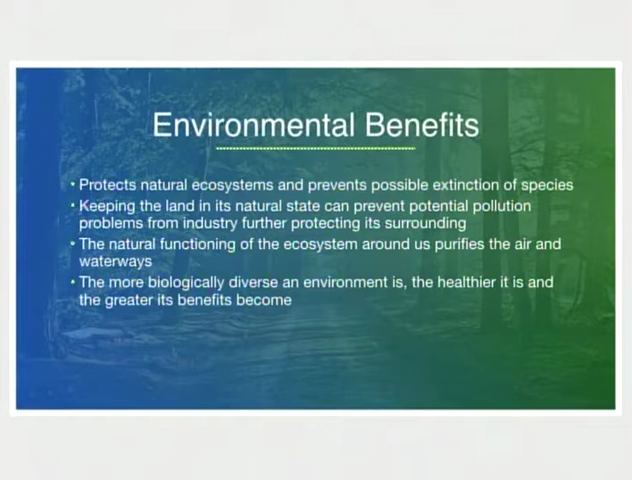 Environmental Benefits
• Protects natural ecosystems and prevents possible extinction of species
• Keeping the land in its natural state can prevent potential pollution
problems from industry further protecting its surrounding
• The natural functioning of the ecosystem around us purifies the air and
waterways
• The more biologically diverse an environment is, the healthier it is and
the greater its benefits become